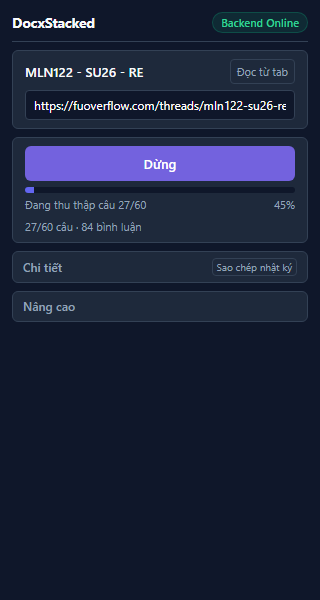 DocxStacked
Backend Online
MLN122 - SU26 - RE
Đọc từ tab
https://fuoverflow.com/threads/mln122-su26-re
Dừng
Đang thu thập câu 27/60
45%
27/60 câu · 84 bình luận
Chi tiết
Sao chép nhật ký
Nâng cao